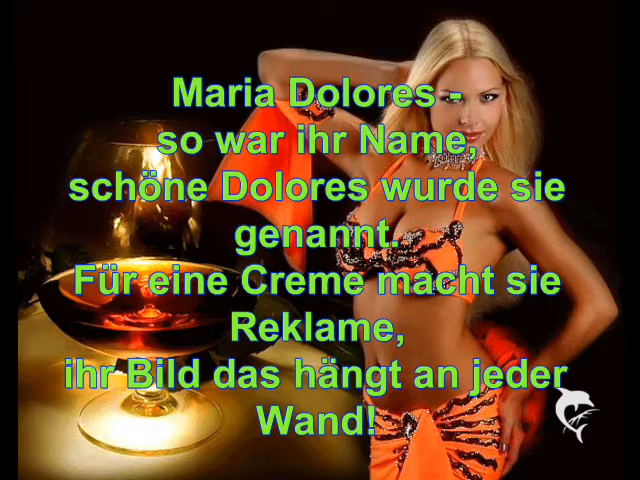 Maria Dolores -
so war ihr Name,
schöne Dolores wurde sie
genannt.
Für eine Creme macht sie
Reklame,
ihr Bild das hängt an jeder
Wand!